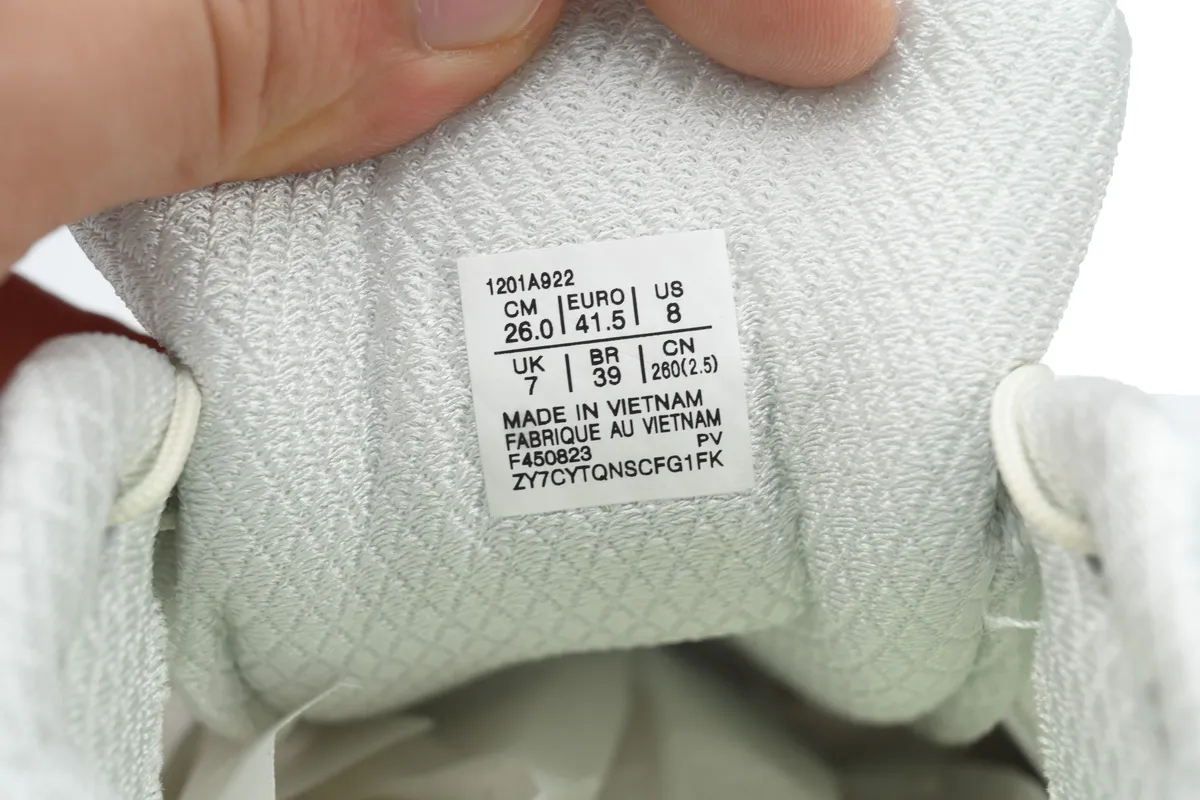 1201A922
CM | EURO | US
26.0 | 41.5 | 8
UK | BR | CN
7 | 39 | 260(2.5)
MADE IN VIETNAM
FABRIQUE AU VIETNAM
F450823 PV
ZY7CYTQNSCFG1FK